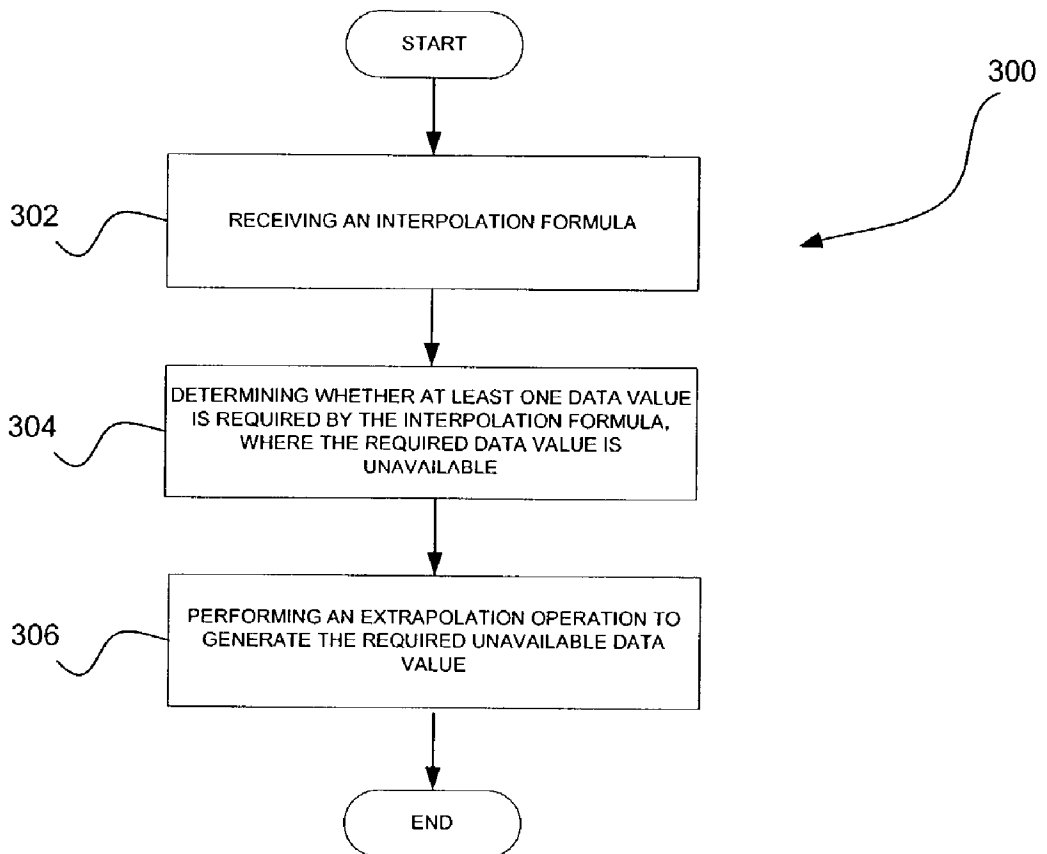 START
300
302
RECEIVING AN INTERPOLATION FORMULA
304
DETERMINING WHETHER AT LEAST ONE DATA VALUE
IS REQUIRED BY THE INTERPOLATION FORMULA,
WHERE THE REQUIRED DATA VALUE IS
UNAVAILABLE
306
PERFORMING AN EXTRAPOLATION OPERATION TO
GENERATE THE REQUIRED UNAVAILABLE DATA
VALUE
END